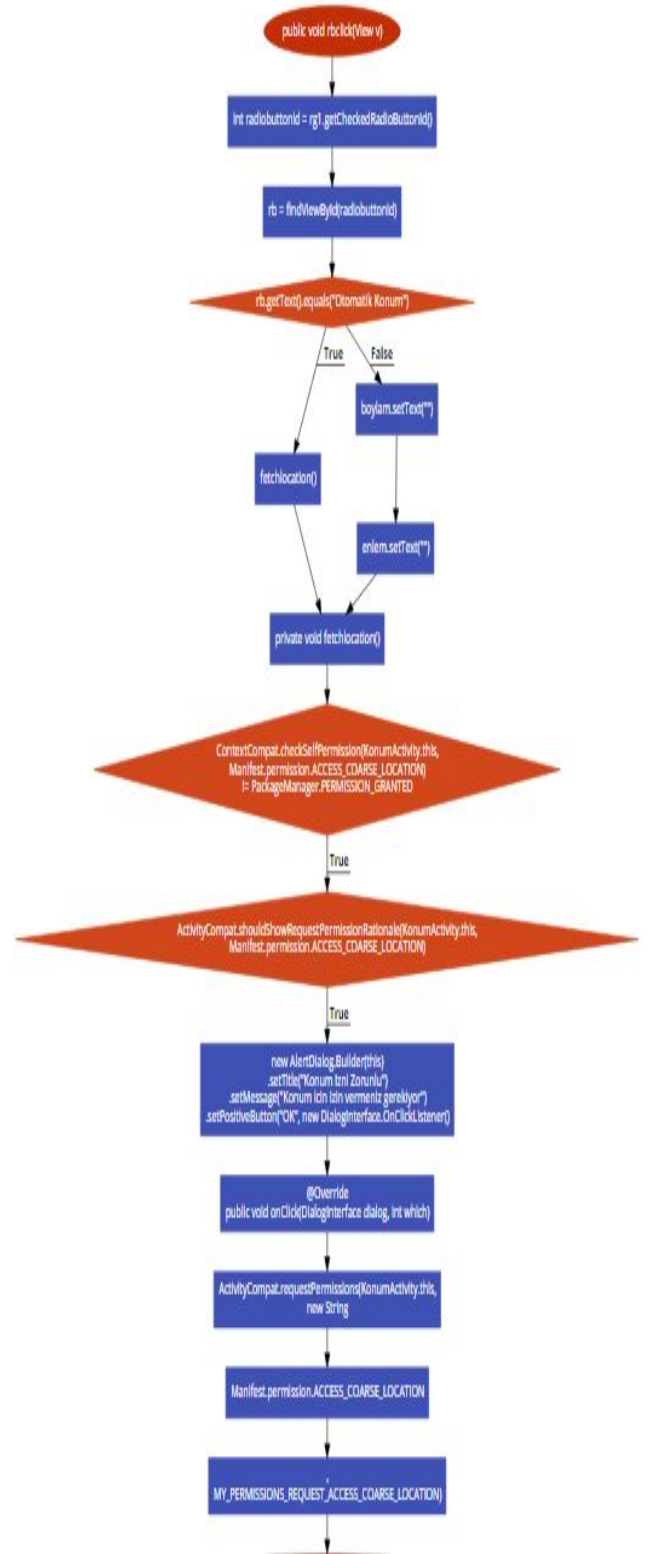 public void rbclick(View v)
int radiobuttonId = rg1.getCheckedRadioButtonId()
rb = findViewById(radiobuttonId)
rb.getText().equals("Otomatik Konum")
True
False
boylam.setText("")
fetchlocation()
enlem.setText("")
private void fetchlocation()
ContextCompat.checkSelfPermission(KonumActivity.this,
Manifest.permission.ACCESS_COARSE_LOCATION)
!= PackageManager.PERMISSION_GRANTED
True
ActivityCompat.shouldShowRequestPermissionRationale(KonumActivity.this,
Manifest.permission.ACCESS_COARSE_LOCATION)
True
new AlertDialog.Builder(this)
.setTitle("Konum Izni Zorunlu")
.setMessage("Konum icin izin vermeniz gerekiyor")
.setPositiveButton("OK", new DialogInterface.OnClickListener()
@Override
public void onClick(DialogInterface dialog, int which)
ActivityCompat.requestPermissions(KonumActivity.this,
new String
Manifest.permission.ACCESS_COARSE_LOCATION
,
MY_PERMISSIONS_REQUEST_ACCESS_COARSE_LOCATION)